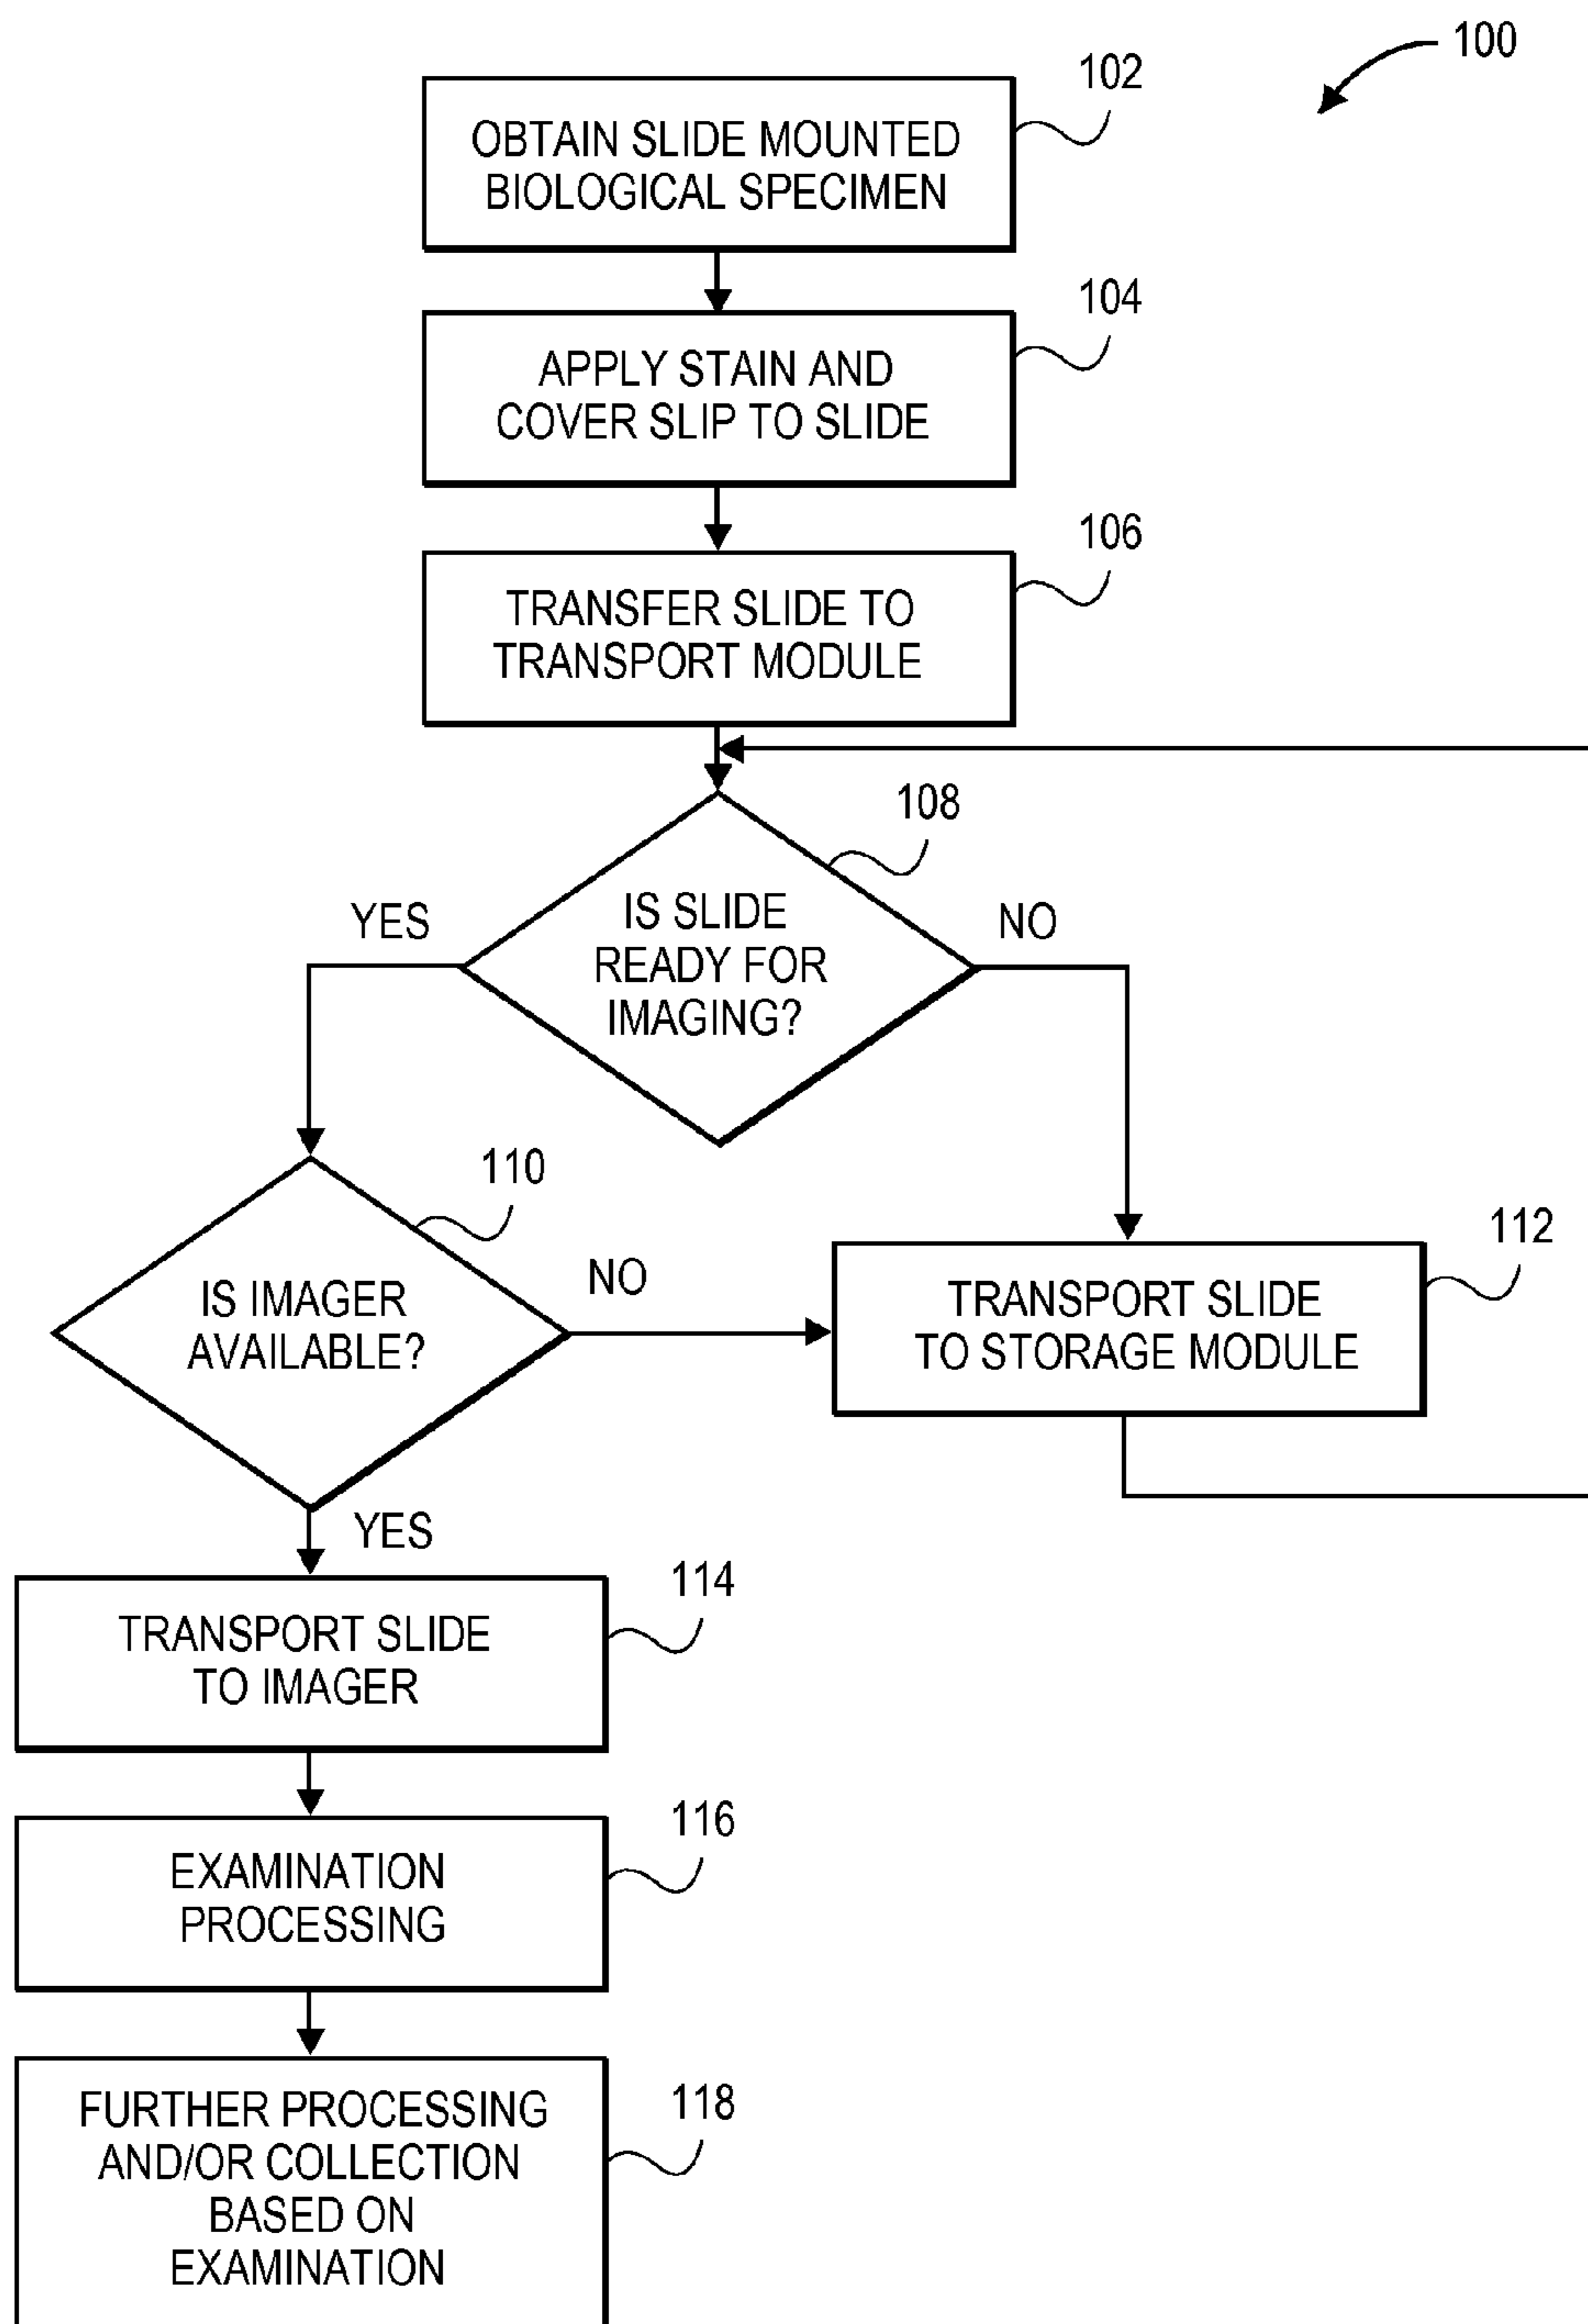 100
102
OBTAIN SLIDE MOUNTED
BIOLOGICAL SPECIMEN
104
APPLY STAIN AND
COVER SLIP TO SLIDE
106
TRANSFER SLIDE TO
TRANSPORT MODULE
108
IS SLIDE
READY FOR
IMAGING?
YES
NO
110
IS IMAGER
AVAILABLE?
NO
YES
112
TRANSPORT SLIDE
TO STORAGE MODULE
114
TRANSPORT SLIDE
TO IMAGER
116
EXAMINATION
PROCESSING
118
FURTHER PROCESSING
AND/OR COLLECTION
BASED ON
EXAMINATION